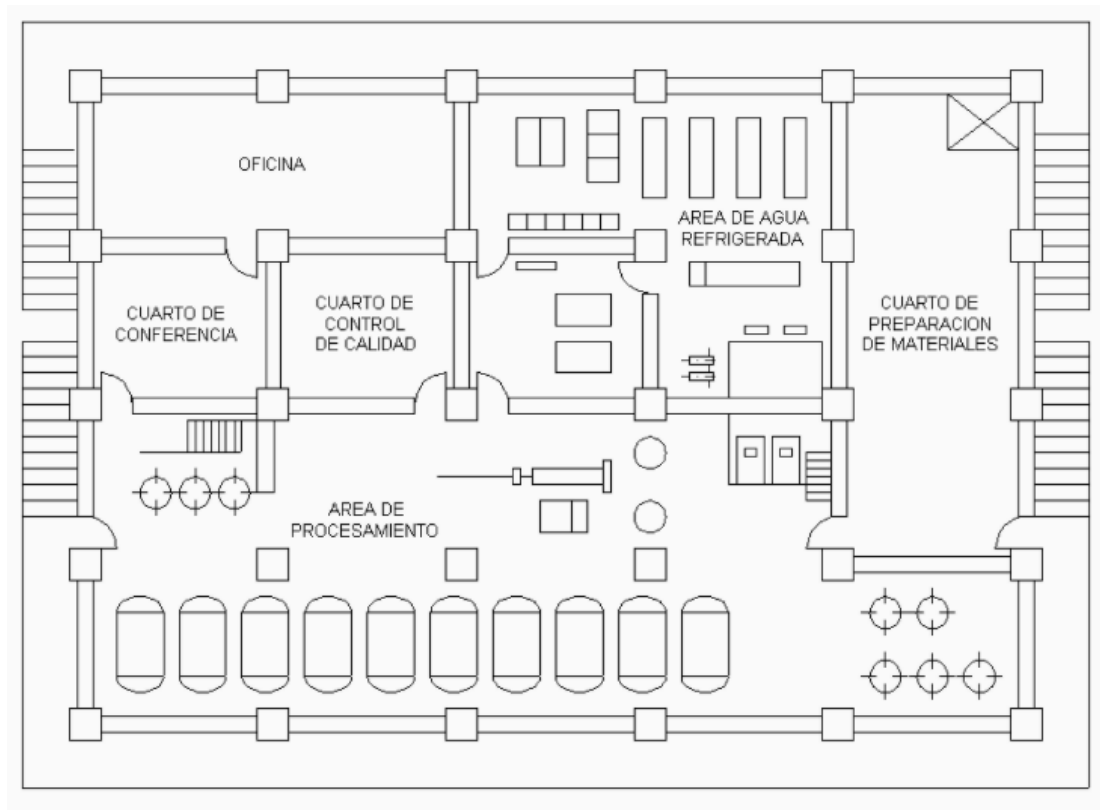 OFICINA
AREA DE AGUA
REFRIGERADA
CUARTO DE
CONFERENCIA
CUARTO DE
CONTROL
DE CALIDAD
CUARTO DE
PREPARACION
DE MATERIALES
AREA DE
PROCESAMIENTO